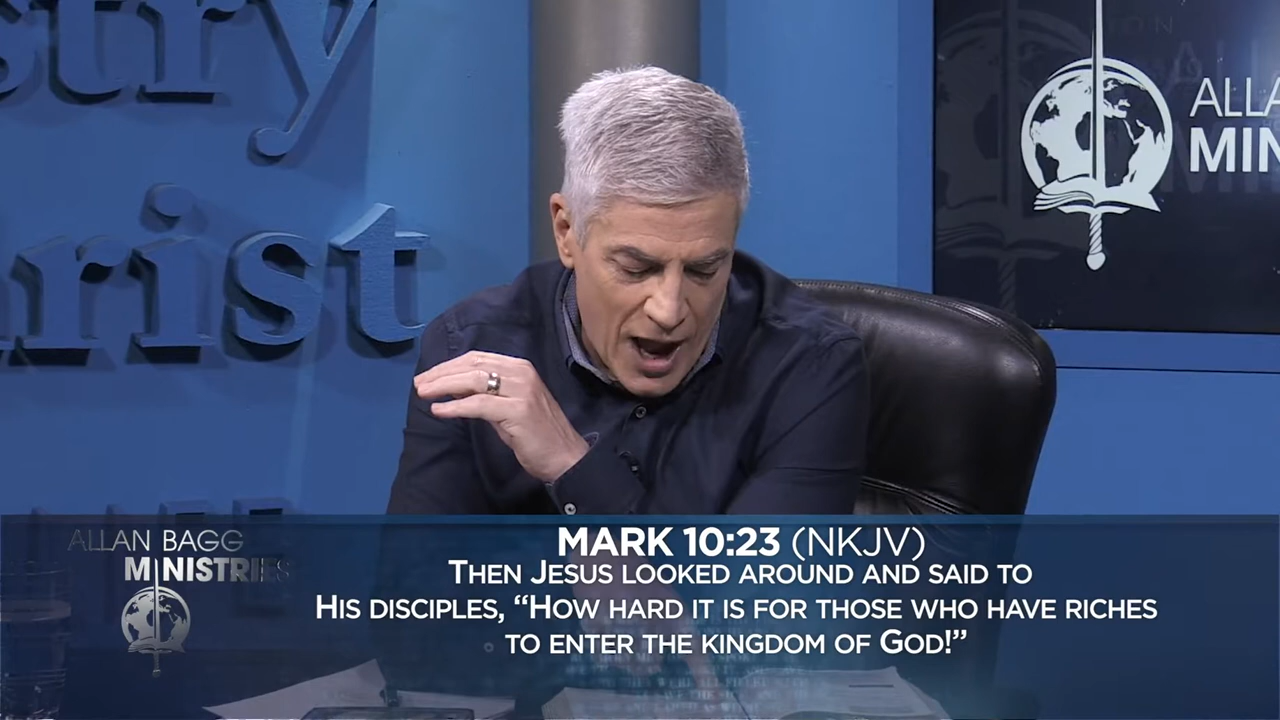 stry
rist
ALLA
MIN
ALLAN BAGG
MINISTRIES
MARK 10:23 (NKJV)
THEN JESUS LOOKED AROUND AND SAID TO
HIS DISCIPLES, “HOW HARD IT IS FOR THOSE WHO HAVE RICHES
TO ENTER THE KINGDOM OF GOD!”